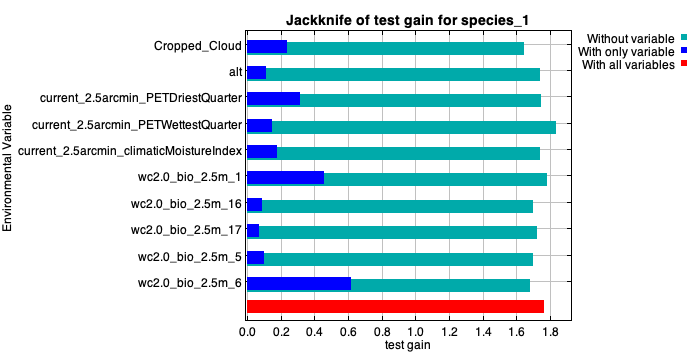 Jackknife of test gain for species_1
Without variable
With only variable
With all variables
Environmental Variable
Cropped_Cloud
alt
current_2.5arcmin_PETDriestQuarter
current_2.5arcmin_PETWettestQuarter
current_2.5arcmin_climaticMoistureIndex
wc2.0_bio_2.5m_1
wc2.0_bio_2.5m_16
wc2.0_bio_2.5m_17
wc2.0_bio_2.5m_5
wc2.0_bio_2.5m_6
0.0 0.2 0.4 0.6 0.8 1.0 1.2 1.4 1.6 1.8
test gain